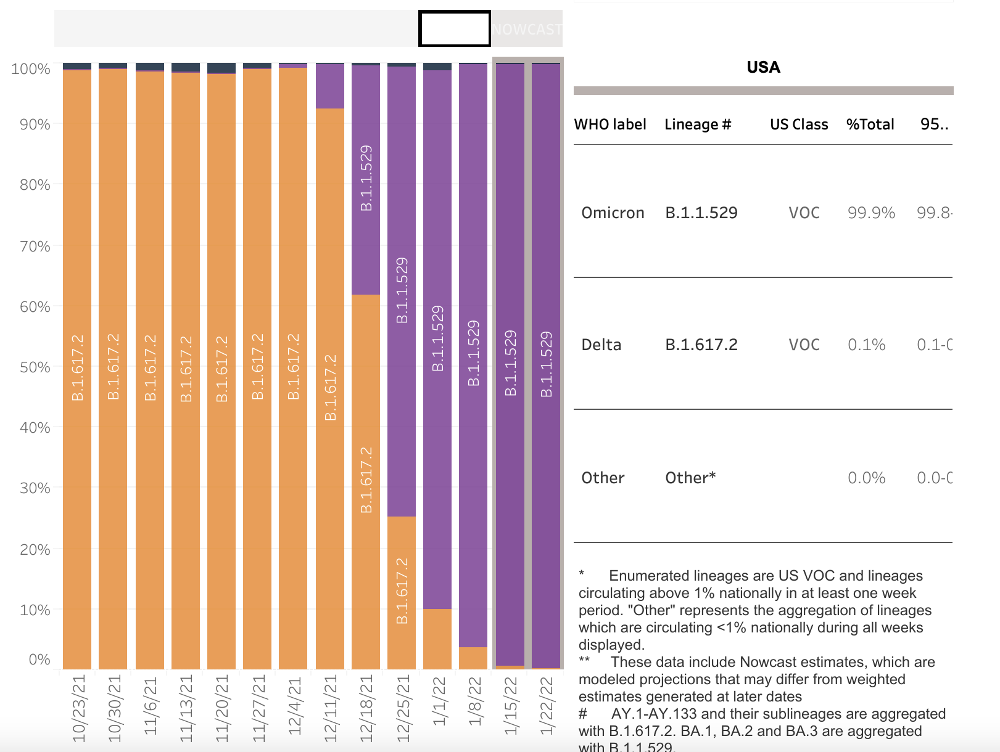 NOWCAST
100%
90%
80%
70%
60%
50%
40%
30%
20%
10%
0%
B.1.617.2
B.1.617.2
B.1.617.2
B.1.617.2
B.1.617.2
B.1.617.2
B.1.617.2
B.1.617.2
B.1.1.529
B.1.617.2
B.1.1.529
B.1.617.2
B.1.1.529
B.1.1.529
B.1.1.529
B.1.1.529
10/23/21
10/30/21
11/6/21
11/13/21
11/20/21
11/27/21
12/4/21
12/11/21
12/18/21
12/25/21
1/1/22
1/8/22
1/15/22
1/22/22
USA
WHO label Lineage # US Class %Total 95..
Omicron B.1.1.529 VOC 99.9% 99.8-
Delta B.1.617.2 VOC 0.1% 0.1-0
Other Other* 0.0% 0.0-0
* Enumerated lineages are US VOC and lineages
circulating above 1% nationally in at least one week
period. "Other" represents the aggregation of lineages
which are circulating <1% nationally during all weeks
displayed.
** These data include Nowcast estimates, which are
modeled projections that may differ from weighted
estimates generated at later dates
# AY.1-AY.133 and their sublineages are aggregated
with B.1.617.2. BA.1, BA.2 and BA.3 are aggregated
with B.1.1.529.